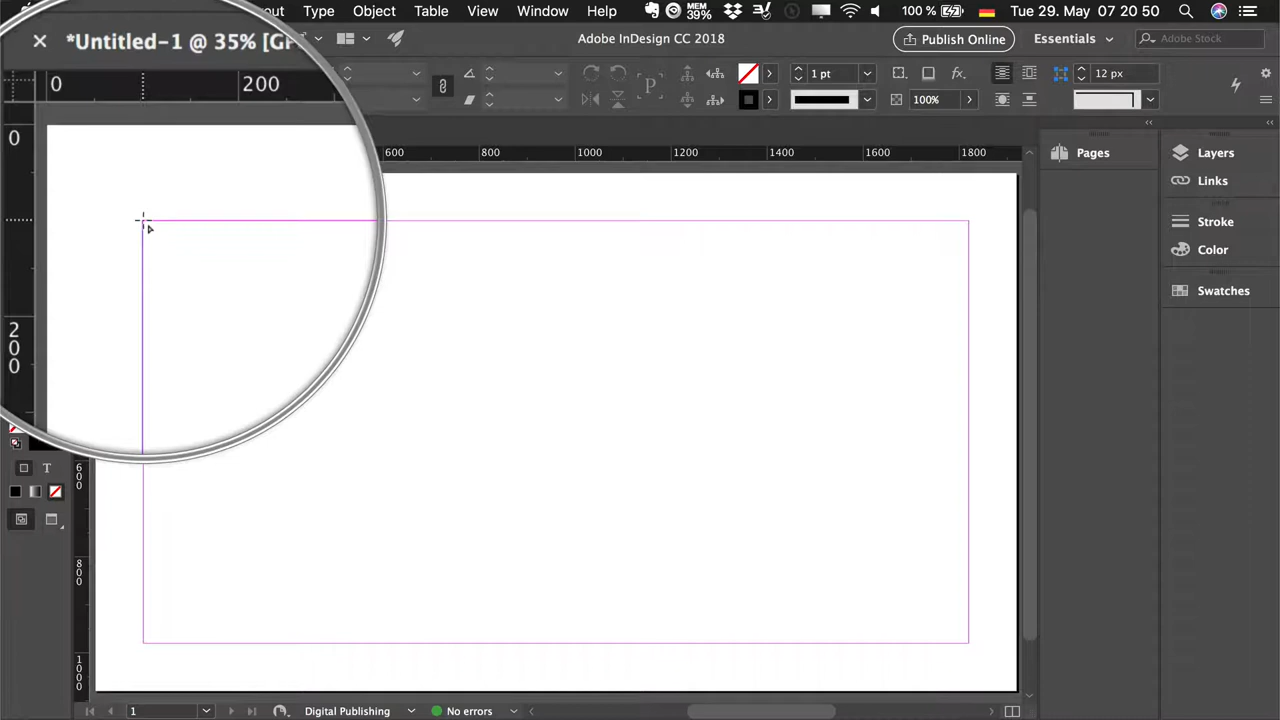 Type Object Table View Window Help MEM 39% 100 % Tue 29. May 07 20 50
× *Untitled-1 @ 35% Adobe InDesign CC 2018 Publish Online Essentials Adobe Stock
0 200 P fx. 1 pt 12 px
100%
600 800 1000 1200 1400 1600 1800
0
200
600
800
1000
T
Pages
Layers
Links
Stroke
Color
Swatches
1 Digital Publishing No errors